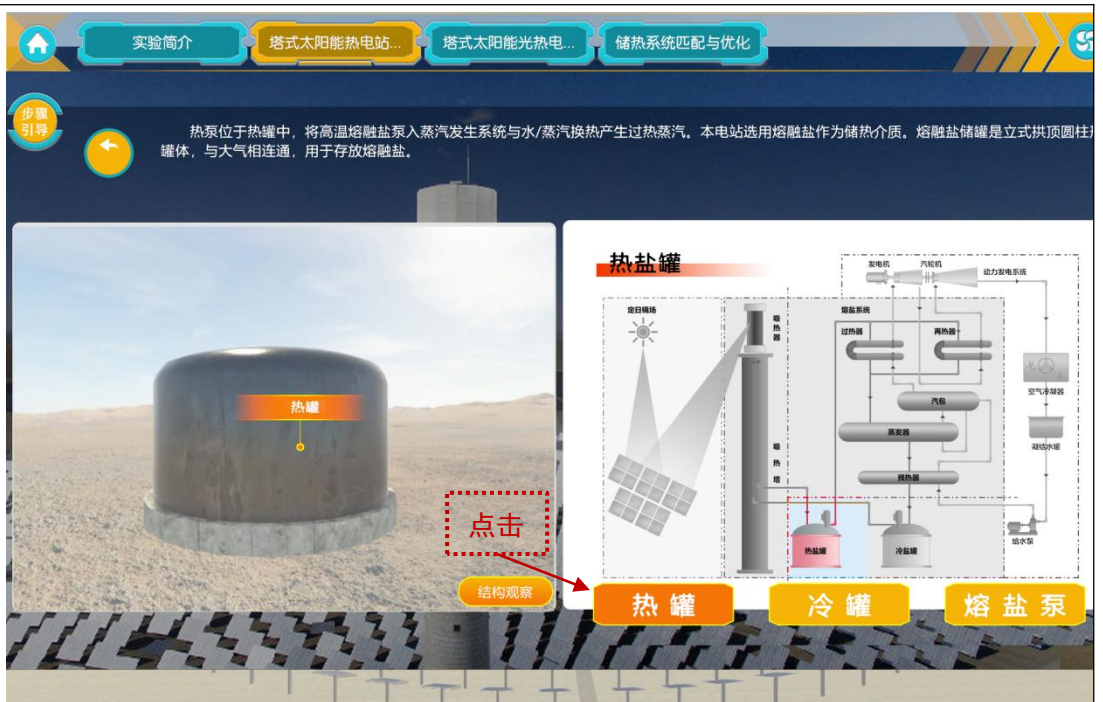 实验简介
塔式太阳能热电站...
塔式太阳能光热电...
储热系统匹配与优化
步骤
引导
热泵位于热罐中，将高温熔融盐泵入蒸汽发生系统与水/蒸汽换热产生过热蒸汽。本电站选用熔融盐作为储热介质。熔融盐储罐是立式拱顶圆柱形
罐体，与大气相连通，用于存放熔融盐。
热盐罐
发电机
汽轮机
动力发电系统
定日镜场
吸热器
熔盐系统
过热器
再热器
空气冷凝器
汽包
蒸发器
凝结水罐
吸热塔
预热器
热盐罐
冷盐罐
给水泵
热罐
点击
结构观察
热罐
冷罐
熔盐泵